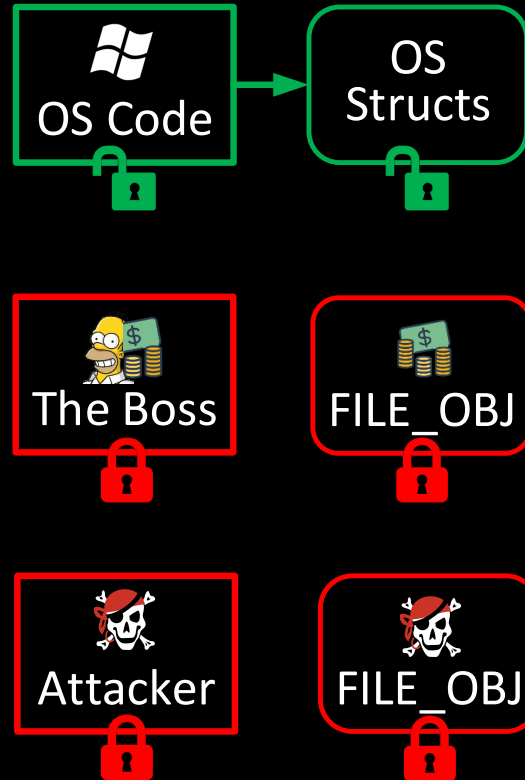 OS Code
OS
Structs
$
The Boss
$
FILE_OBJ
Attacker
FILE_OBJ